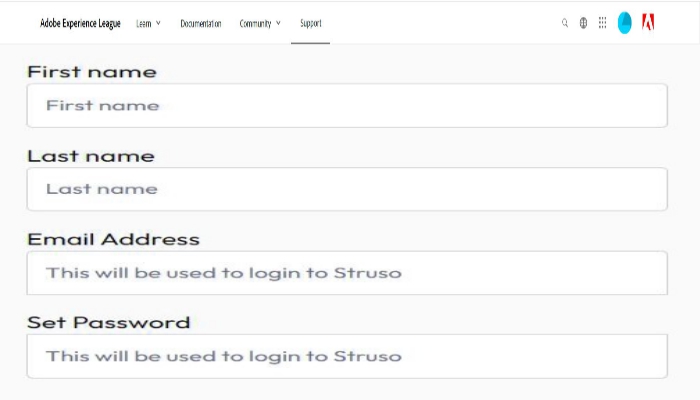 Adobe Experience League Learn Documentation Community Support
First name
First name
Last name
Last name
Email Address
This will be used to login to Struso
Set Password
This will be used to login to Struso